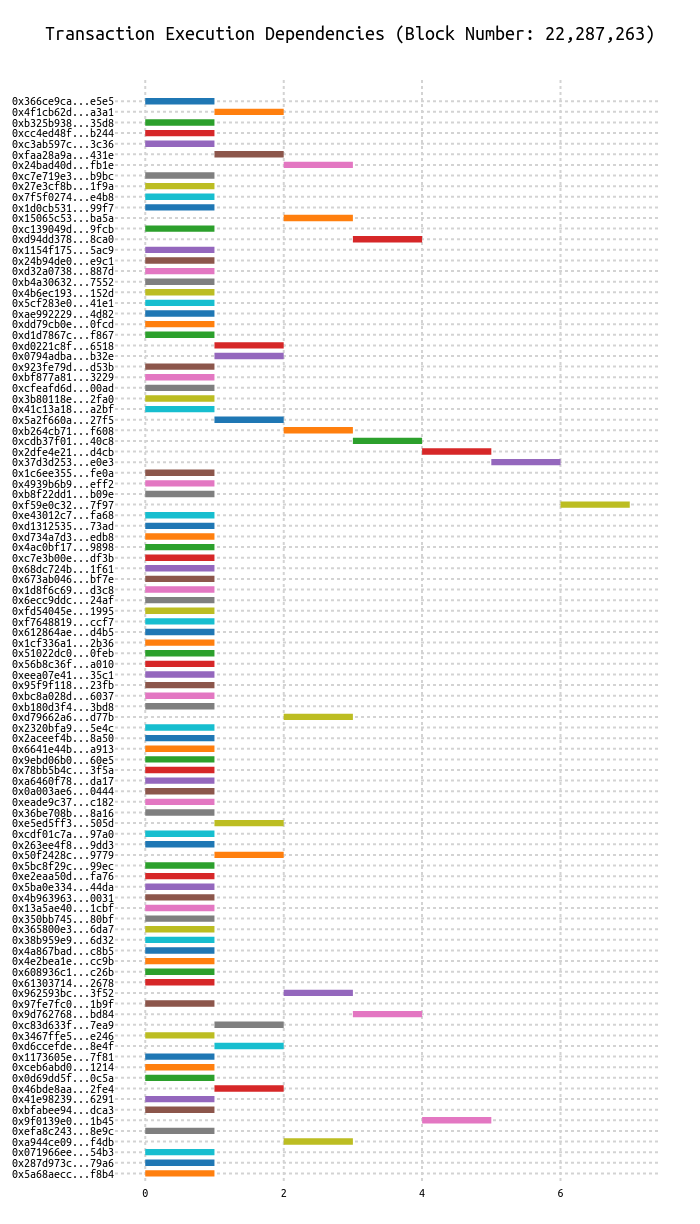 Transaction Execution Dependencies (Block Number: 22,287,263)
0x366ce9ca...e5e5
0x4f1cb62d...a3a1
0xb325b938...35d8
0xcc4ed48f...b244
0xc3ab597c...3c36
0xfaa28a9a...431e
0x24bad40d...fb1e
0xc7e719e3...b9bc
0x27e3cf8b...1f9a
0x7f5f0274...e4b8
0x1d0cb531...99f7
0x15065c53...ba5a
0xc139049d...9fcb
0xd94dd378...8ca0
0x1154f175...5ac9
0x24b94de0...e9c1
0xd32a0738...887d
0xb4a30632...7552
0x4b6ec193...152d
0x5cf283e0...41e1
0xae992229...4d82
0xdd79cb0e...0fcd
0xd1d7867c...f867
0xd0221c8f...6518
0x0794adba...b32e
0x923fe79d...d53b
0xbf877a81...3229
0xcfeafd6d...00ad
0x3b80118e...2fa0
0x41c13a18...a2bf
0x5a2f660a...27f5
0xb264cb71...f608
0xcdb37f01...40c8
0x2dfe4e21...d4cb
0x37d3d253...e0e3
0x1c6ee355...fe0a
0x4939b6b9...eff2
0xb8f22dd1...b09e
0xf59e0c32...7f97
0xe43012c7...fa68
0xd1312535...73ad
0xd734a7d3...edb8
0x4ac0bf17...9898
0xc7e3b00e...df3b
0x68dc724b...1f61
0x673ab046...bf7e
0x1d8f6c69...d3c8
0x6ecc9ddc...24af
0xfd54045e...1995
0xf7648819...ccf7
0x612864ae...d4b5
0x1cf336a1...2b36
0x51022dc0...0feb
0x56b8c36f...a010
0xeea07e41...35c1
0x95f9f118...23fb
0xbc8a028d...6037
0xb180d3f4...3bd8
0xd79662a6...d77b
0x2320bfa9...5e4c
0x2aceef4b...8a50
0x6641e44b...a913
0x9ebd06b0...60e5
0x78bb5b4c...3f5a
0xa6460f78...da17
0x0a003ae6...0444
0xeade9c37...c182
0x36be708b...8a16
0xe5ed5ff3...505d
0xcdf01c7a...97a0
0x263ee4f8...9dd3
0x50f2428c...9779
0x5bc8f29c...99ec
0xe2eaa50d...fa76
0x5ba0e334...44da
0x4b963963...0031
0x13a5ae40...1cbf
0x350bb745...80bf
0x365800e3...6da7
0x38b959e9...6d32
0x4a867bad...c8b5
0x4e2bea1e...cc9b
0x608936c1...c26b
0x61303714...2678
0x962593bc...3f52
0x97fe7fc0...1b9f
0x9d762768...bd84
0xc83d633f...7ea9
0x3467ffe5...e246
0xd6ccefde...8e4f
0x1173605e...7f81
0xceb6abd0...1214
0x0d69dd5f...0c5a
0x46bde8aa...2fe4
0x41e98239...6291
0xbfabee94...dca3
0x9f0139e0...1b45
0xefa8c243...8e9c
0xa944ce09...f4db
0x071966ee...54b3
0x287d973c...79a6
0x5a68aecc...f8b4
0 2 4 6